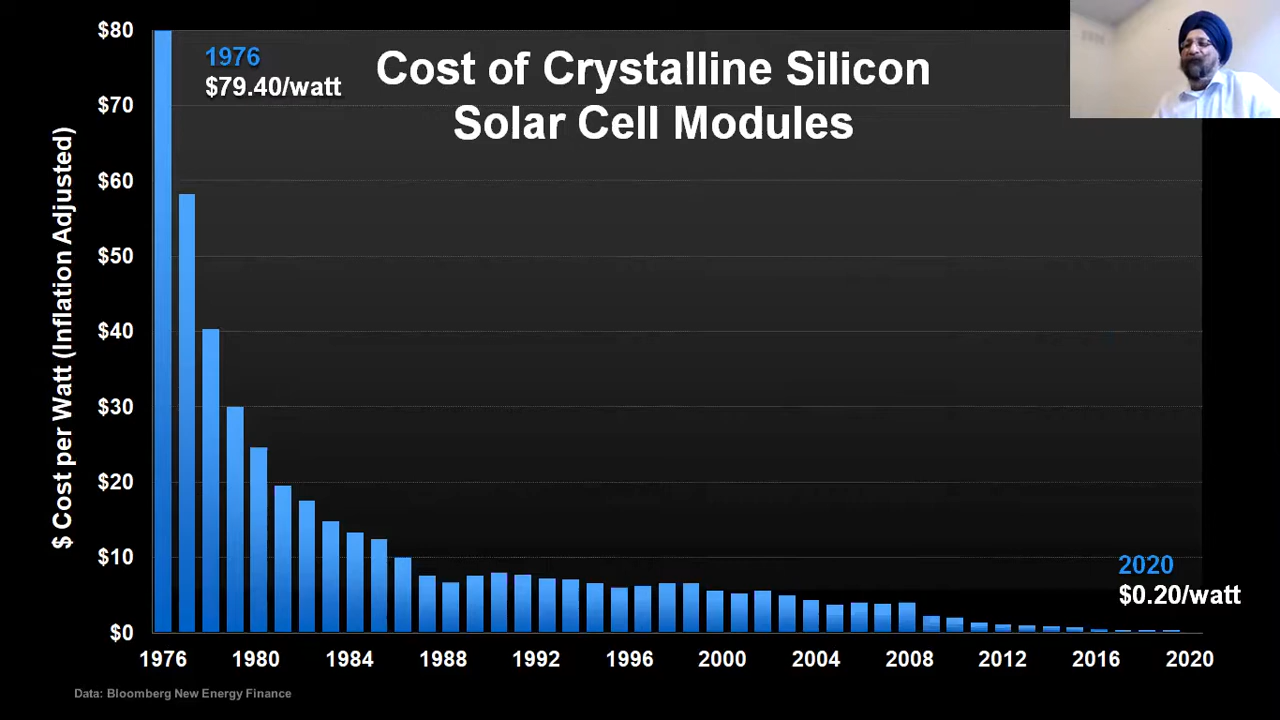 Cost of Crystalline Silicon
Solar Cell Modules
1976
$79.40/watt
$ Cost per Watt (Inflation Adjusted)
$80
$70
$60
$50
$40
$30
$20
$10
$0
2020
$0.20/watt
1976 1980 1984 1988 1992 1996 2000 2004 2008 2012 2016 2020
Data: Bloomberg New Energy Finance